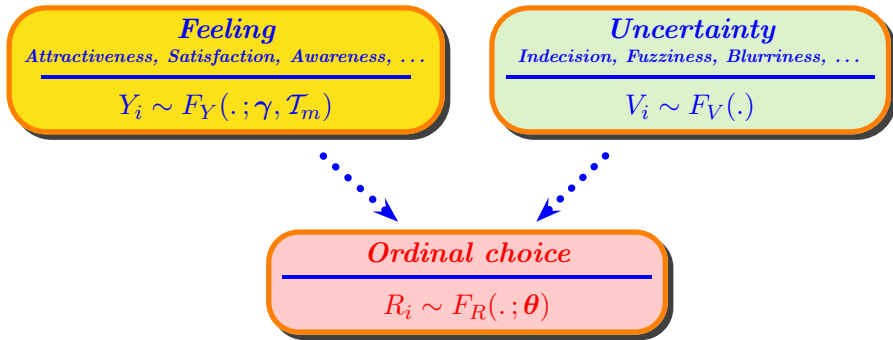 Feeling
Attractiveness, Satisfaction, Awareness, ...
Y_i ∼ F_Y(. ; γ, 𝒯_m)
Uncertainty
Indecision, Fuzziness, Blurriness, ...
V_i ∼ F_V(.)
Ordinal choice
R_i ∼ F_R(. ; θ)